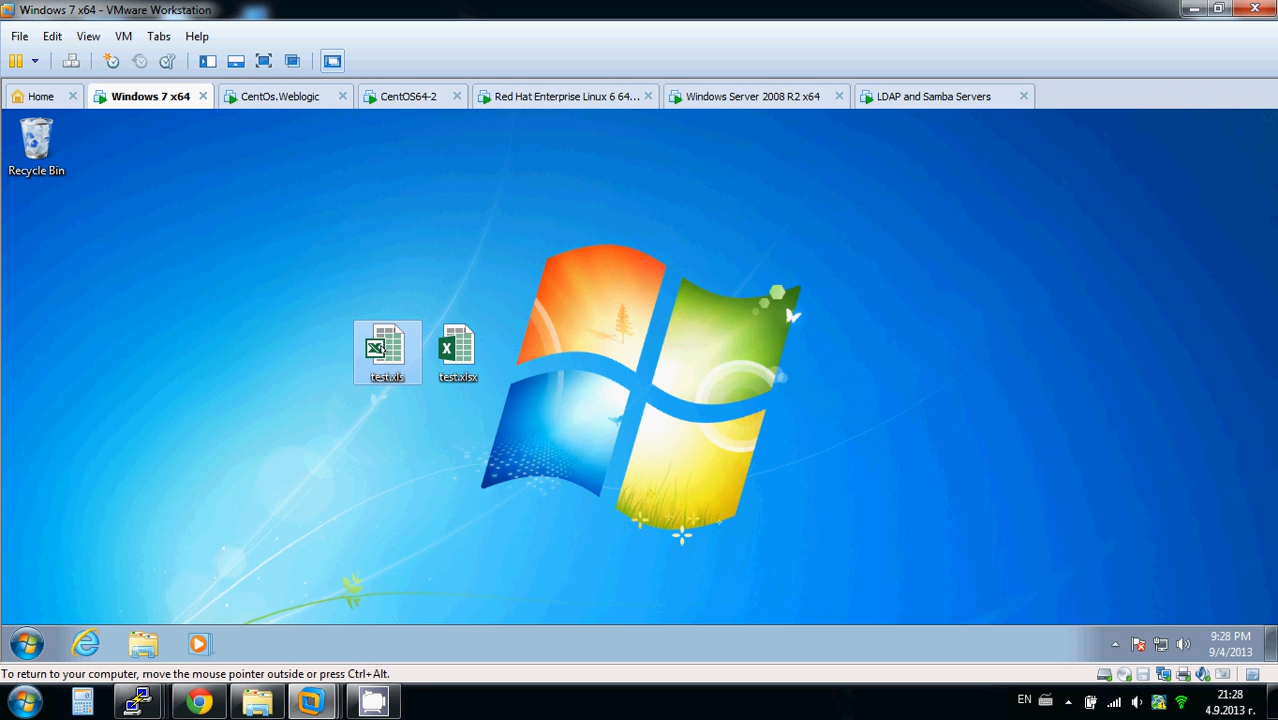 Windows 7 x64 - VMware Workstation
File Edit View VM Tabs Help
Home Windows 7 x64 CentOs.Weblogic CentOS64-2 Red Hat Enterprise Linux 6 64... Windows Server 2008 R2 x64 LDAP and Samba Servers
Recycle Bin
test.xls test.xlsx
9:28 PM
9/4/2013
To return to your computer, move the mouse pointer outside or press Ctrl+Alt.
EN
21:28
4.9.2013 г.